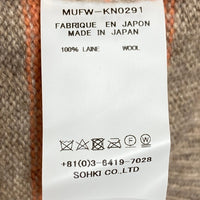 MUFW-KN0291
FABRIQUE EN JAPON
MADE IN JAPAN
100% LAINE WOOL
+81(0)3-6419-7028
SOHKI CO.,LTD